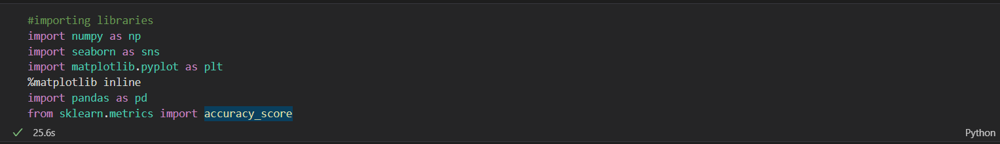 #importing libraries
import numpy as np
import seaborn as sns
import matplotlib.pyplot as plt
%matplotlib inline
import pandas as pd
from sklearn.metrics import accuracy_score
25.6s
Python